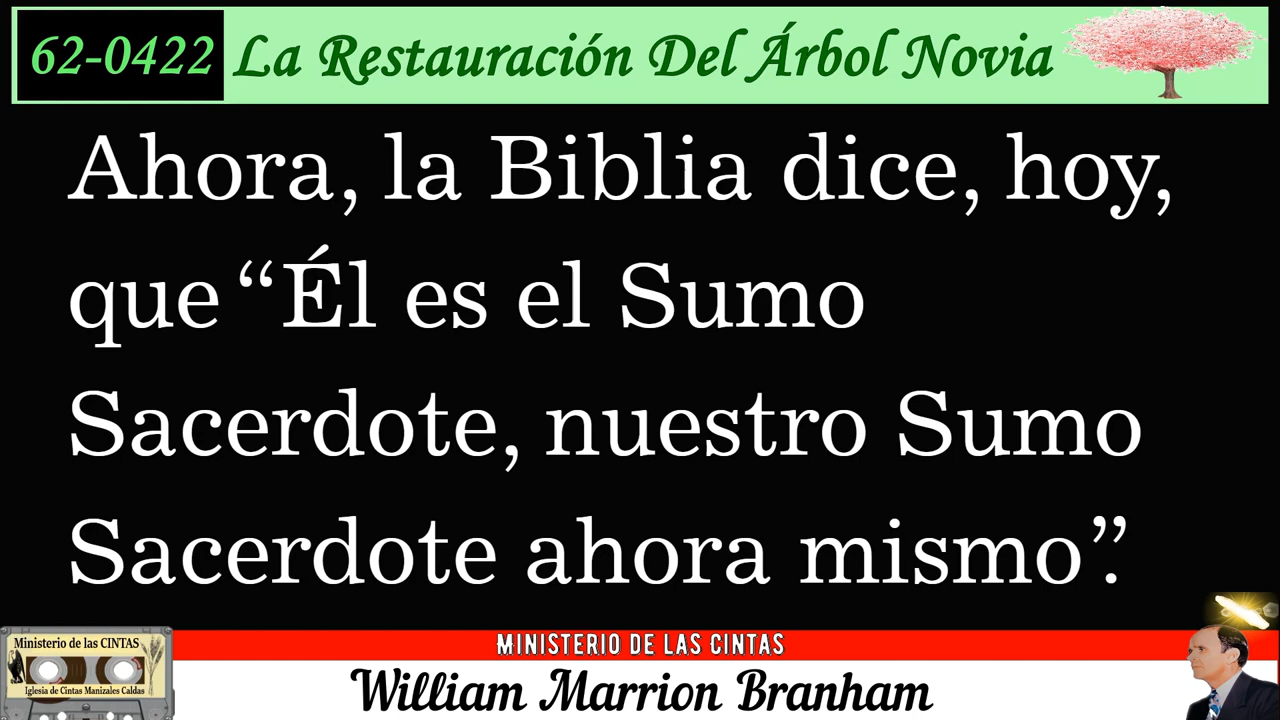 62-0422 La Restauración Del Árbol Novia
Ahora, la Biblia dice, hoy,
que “Él es el Sumo
Sacerdote, nuestro Sumo
Sacerdote ahora mismo”.
MINISTERIO DE LAS CINTAS
Ministerio de las CINTAS
Iglesia de Cintas Manizales Caldas
William Marrion Branham